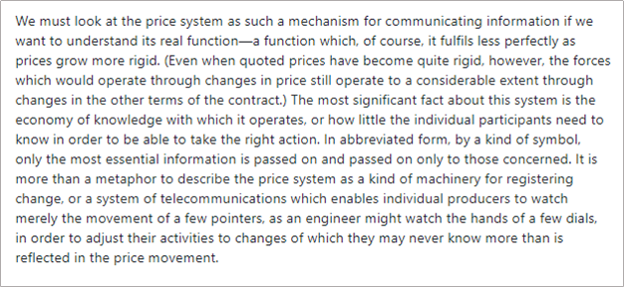 We must look at the price system as such a mechanism for communicating information if we
want to understand its real function—a function which, of course, it fulfils less perfectly as
prices grow more rigid. (Even when quoted prices have become quite rigid, however, the forces
which would operate through changes in price still operate to a considerable extent through
changes in the other terms of the contract.) The most significant fact about this system is the
economy of knowledge with which it operates, or how little the individual participants need to
know in order to be able to take the right action. In abbreviated form, by a kind of symbol,
only the most essential information is passed on and passed on only to those concerned. It is
more than a metaphor to describe the price system as a kind of machinery for registering
change, or a system of telecommunications which enables individual producers to watch
merely the movement of a few pointers, as an engineer might watch the hands of a few dials,
in order to adjust their activities to changes of which they may never know more than is
reflected in the price movement.